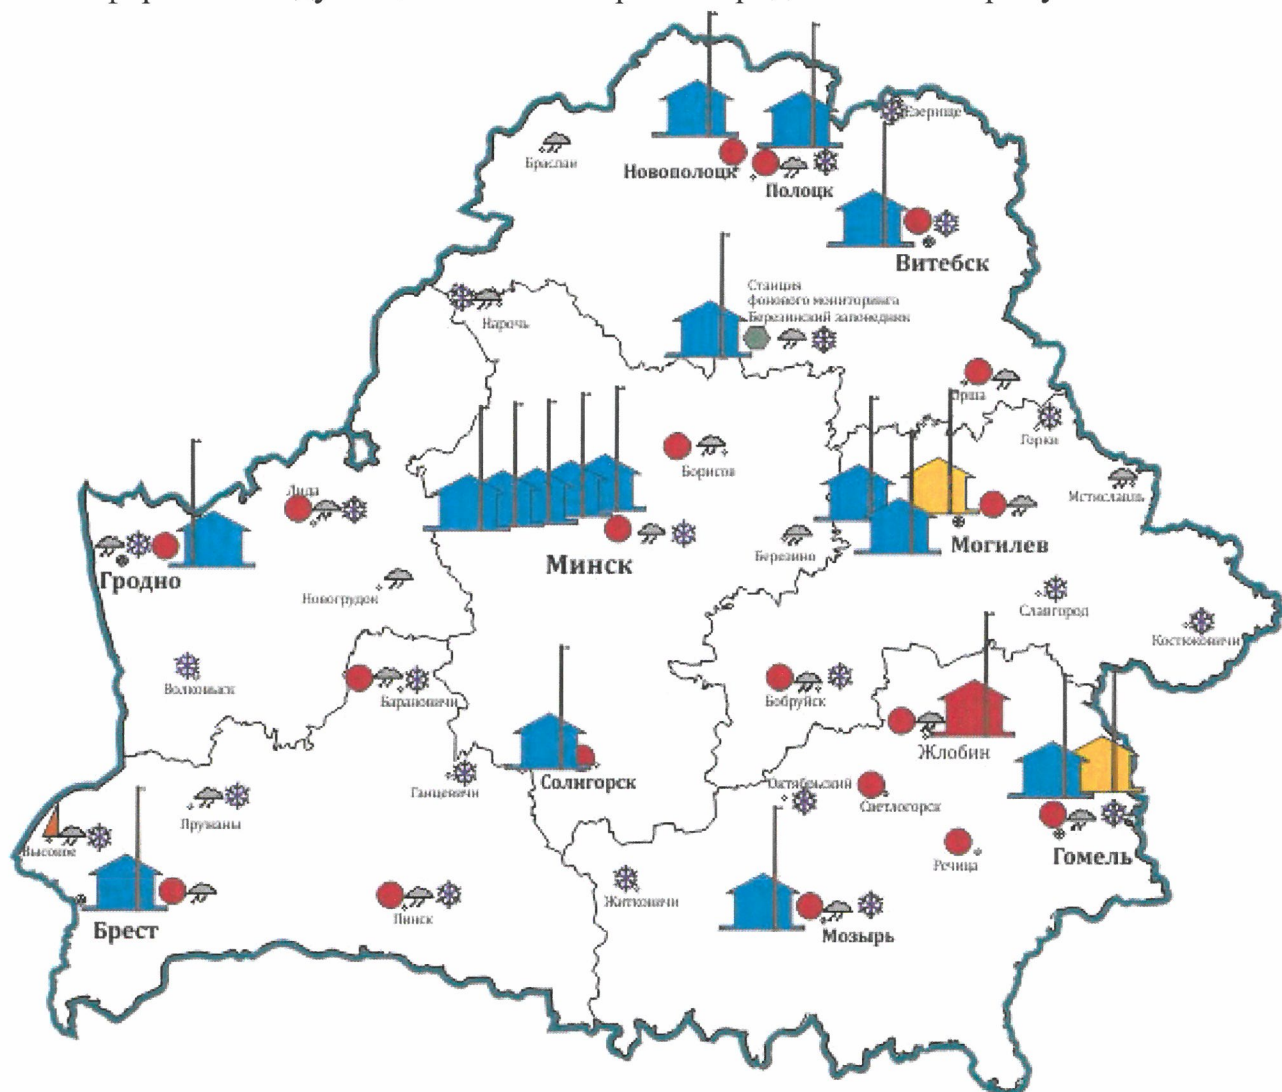 Езерище
Браслав
Новополоцк
Полоцк
Витебск
Станция
фонового мониторинга
Березинский заповедник
Нарочь
Орша
Горки
Борисов
Мстиславль
Лида
Березино
Могилев
Минск
Гродно
Новогрудок
Славгород
Костюковичи
Волковыск
Барановичи
Бобруйск
Жлобин
Солигорск
Ганцевичи
Октябрьский
Светлогорск
Пружаны
Высокое
Речица
Гомель
Житковичи
Пинск
Брест
Мозырь